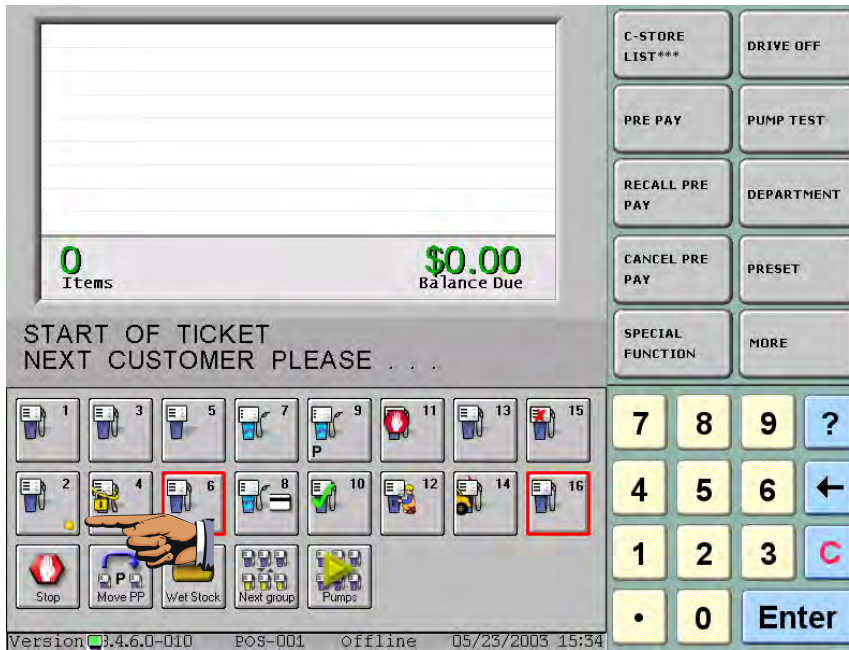 C-STORE
LIST***
DRIVE OFF
PRE PAY
PUMP TEST
RECALL PRE
PAY
DEPARTMENT
0
Items
$0.00
Balance Due
CANCEL PRE
PAY
PRESET
START OF TICKET
NEXT CUSTOMER PLEASE . . .
SPECIAL
FUNCTION
MORE
1 3 5 7 9 11 13 15
P
7 8 9 ?
2 4 6 8 10 12 14 16
4 5 6 ←
P
Stop Move PP Wet Stock Next group Pumps
1 2 3 C
. 0 Enter
Version .4.6.0-010 POS-001 Offline 05/23/2003 15:34